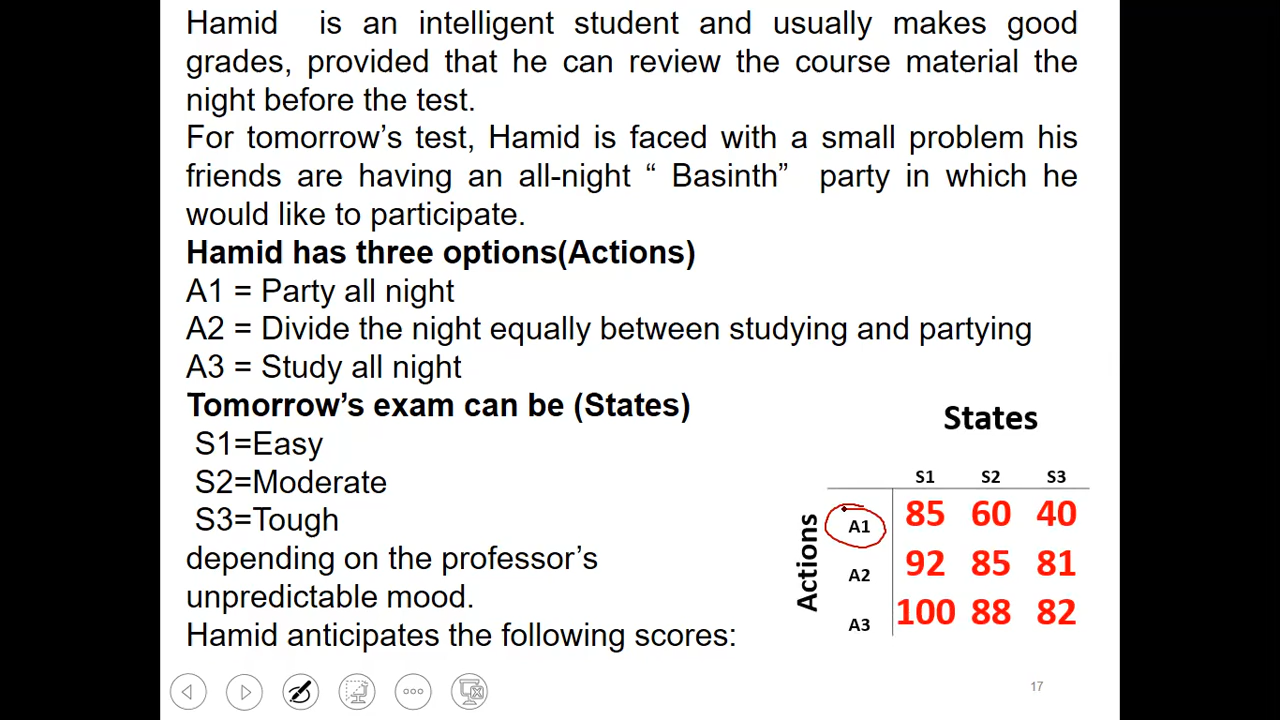 Hamid is an intelligent student and usually makes good
grades, provided that he can review the course material the
night before the test.
For tomorrow’s test, Hamid is faced with a small problem his
friends are having an all-night “ Basinth” party in which he
would like to participate.
Hamid has three options(Actions)
A1 = Party all night
A2 = Divide the night equally between studying and partying
A3 = Study all night
Tomorrow’s exam can be (States)
S1=Easy
S2=Moderate
S3=Tough
depending on the professor’s
unpredictable mood.
Hamid anticipates the following scores:
States
S1 S2 S3
Actions
A1 85 60 40
A2 92 85 81
A3 100 88 82
17